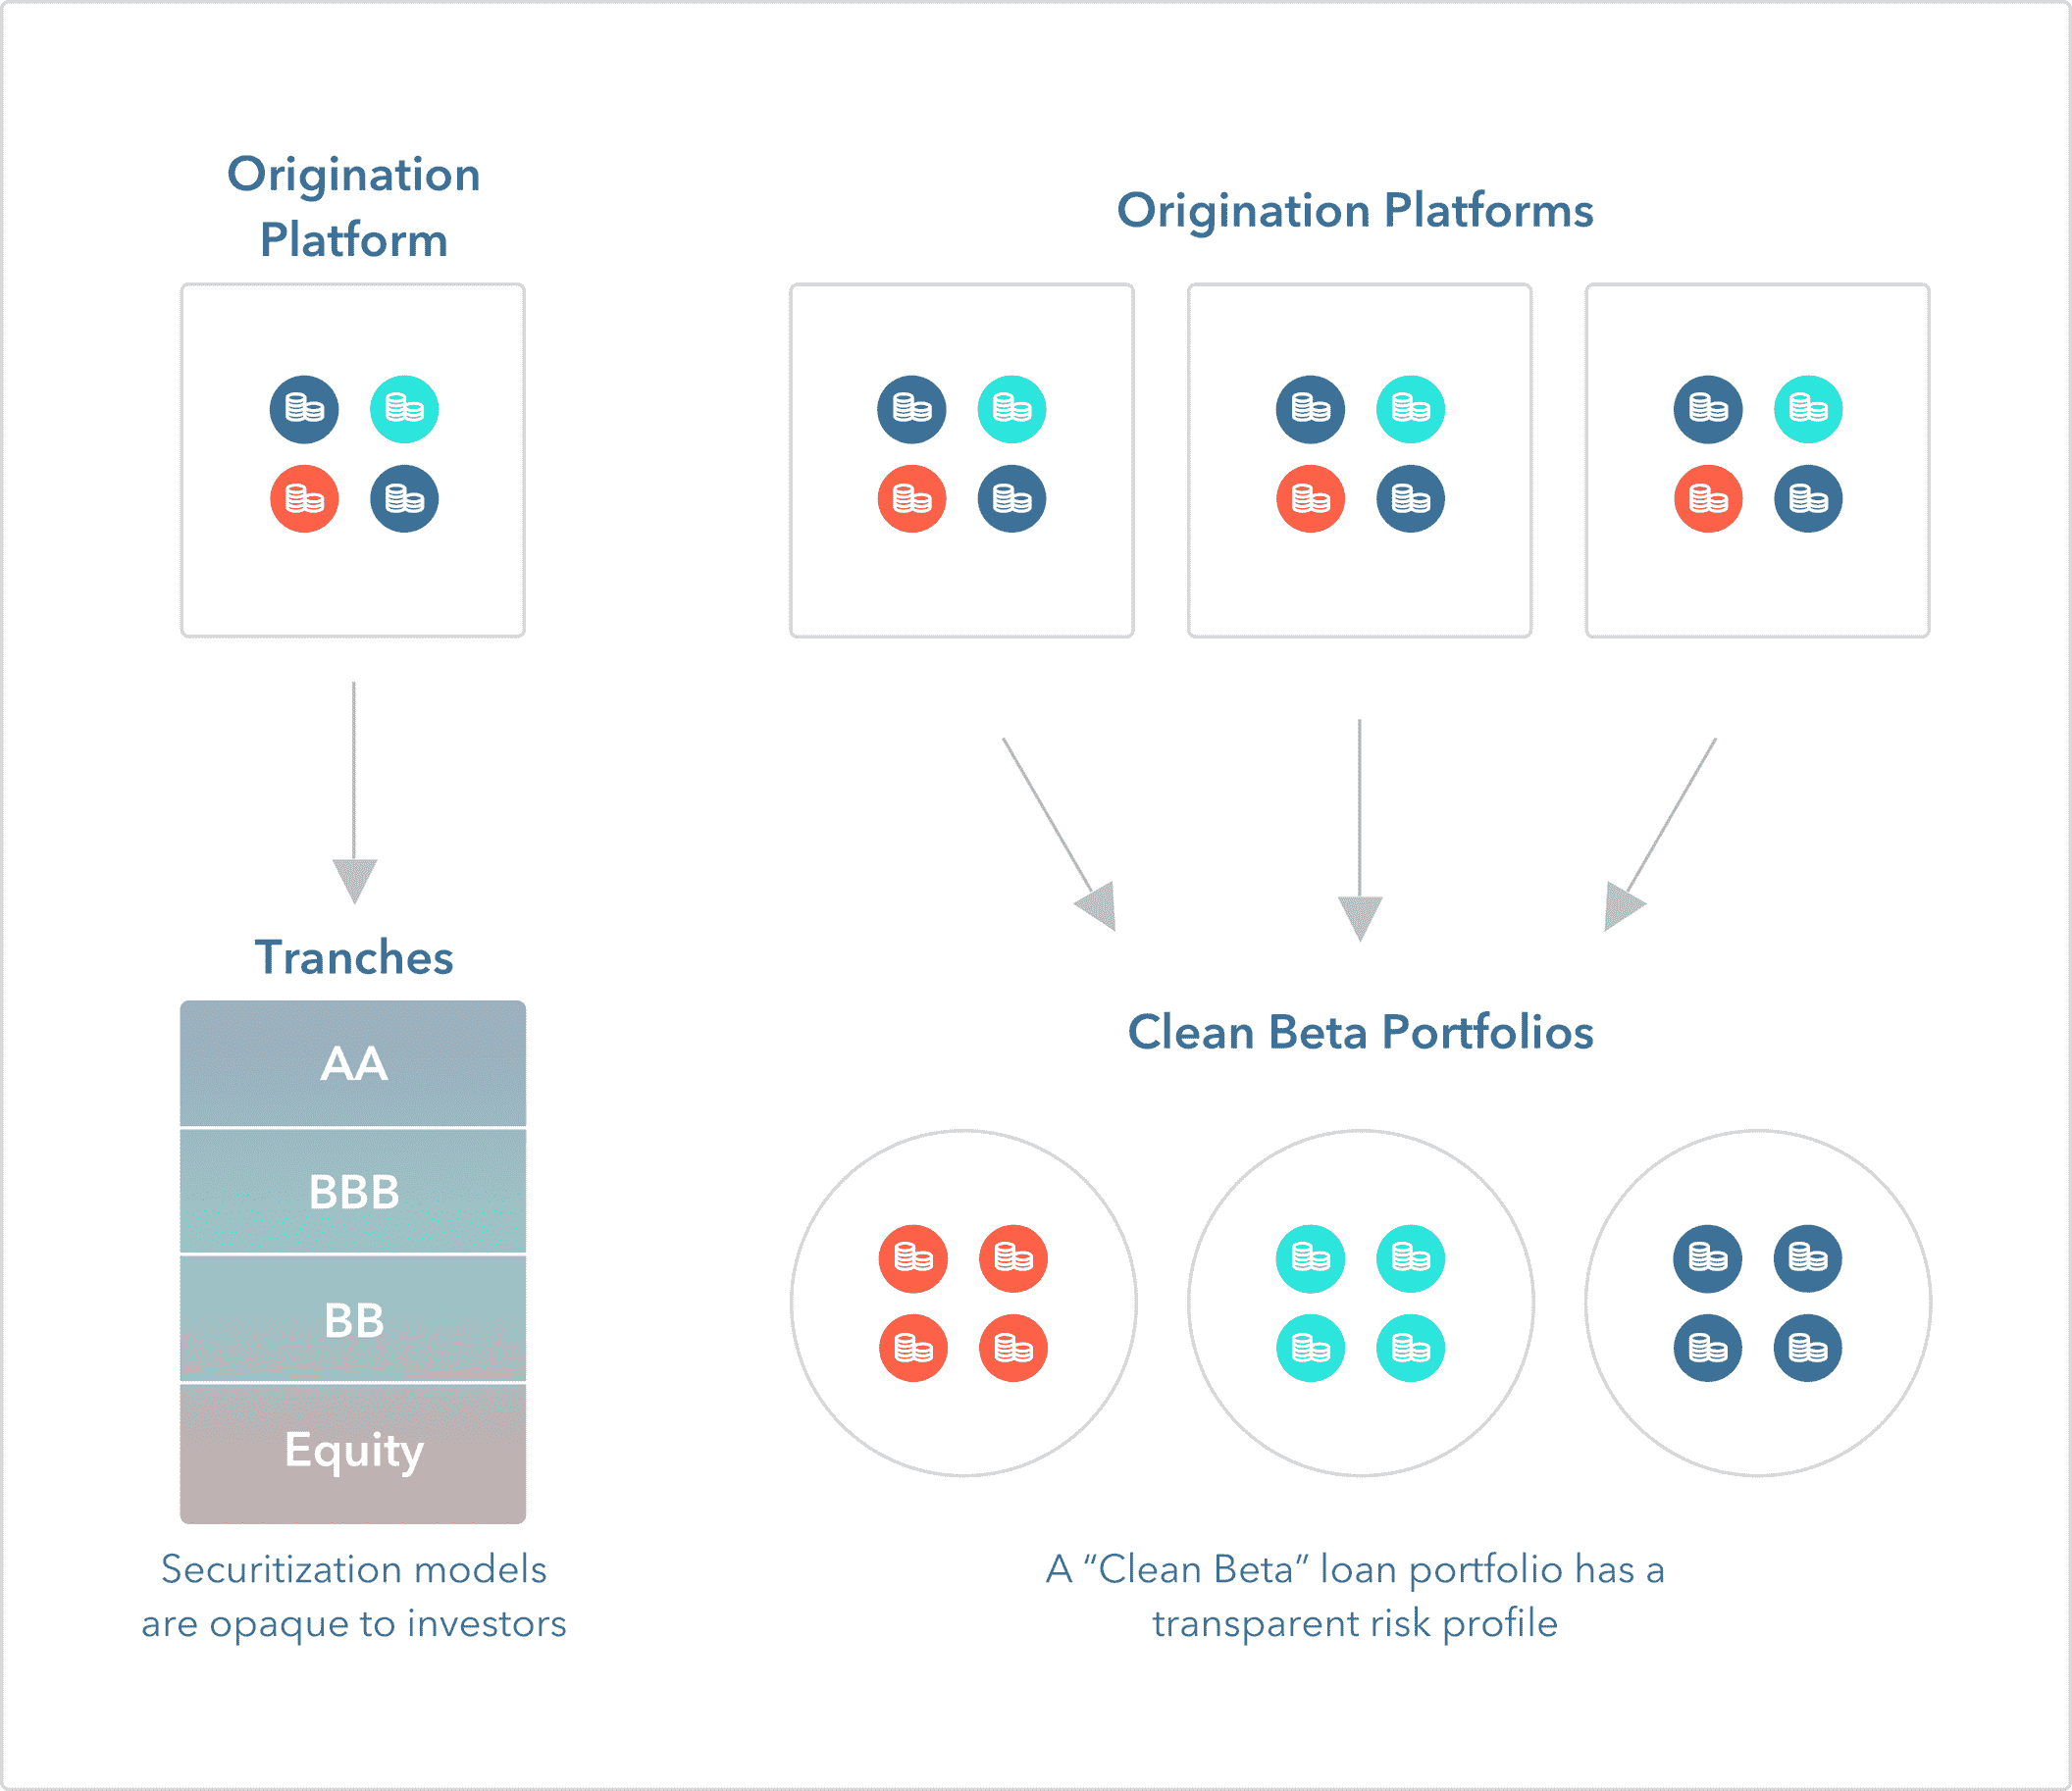 Origination
Platform
Tranches
AA
BBB
BB
Equity
Securitization models
are opaque to investors
Origination Platforms
Clean Beta Portfolios
A “Clean Beta” loan portfolio has a
transparent risk profile